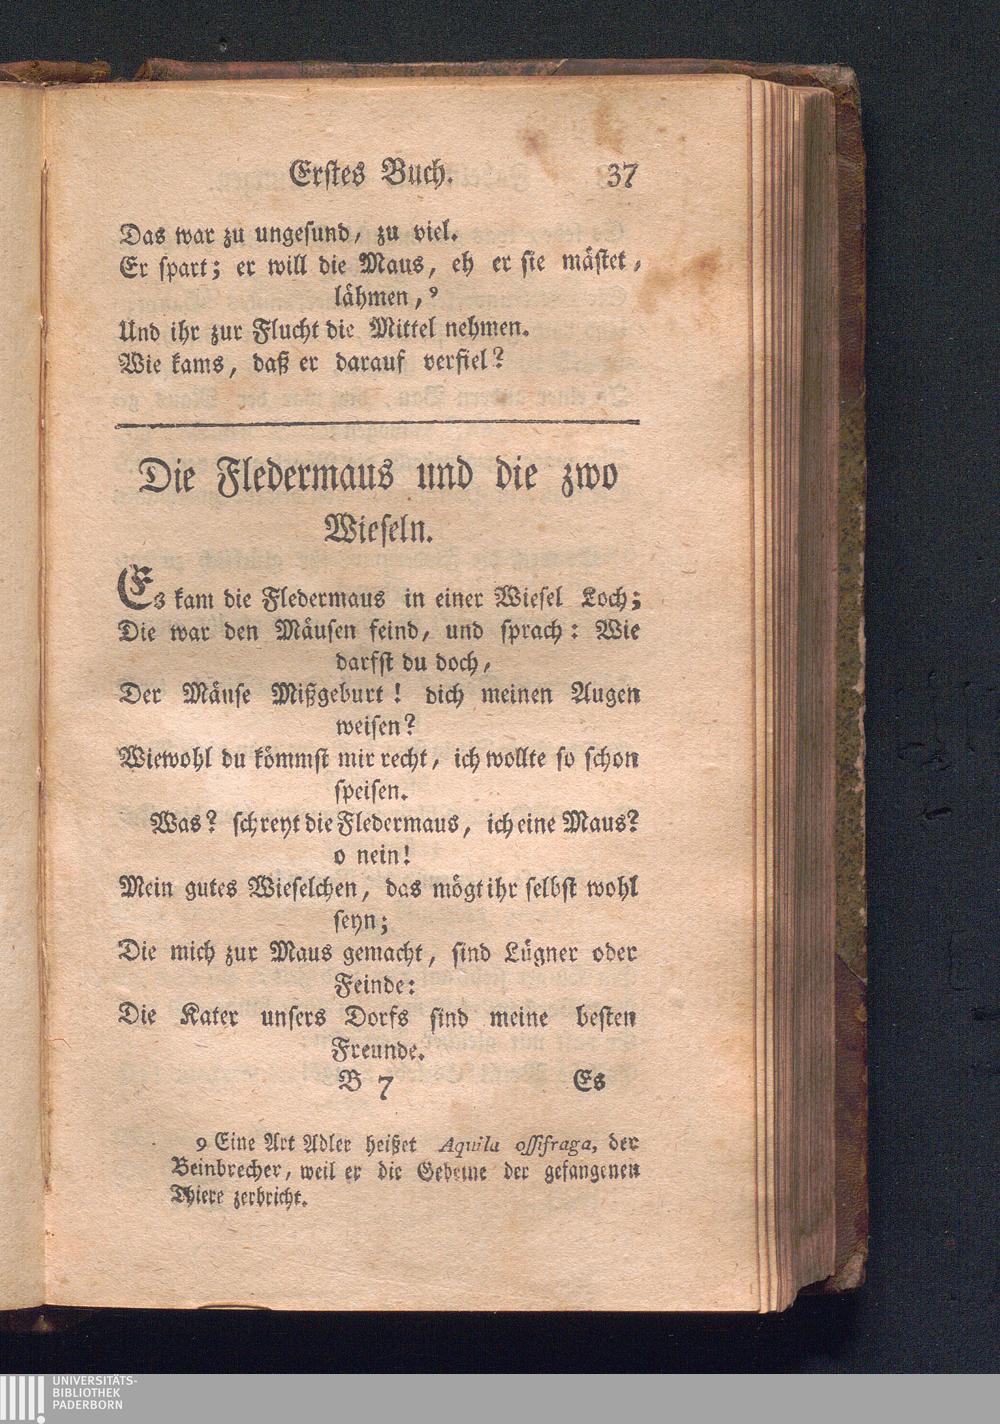 Erstes Buch. 37
Das war zu ungesund, zu viel.
Er spart; er will die Maus, eh er sie mästet,
lähmen,⁹
Und ihr zur Flucht die Mittel nehmen.
Wie kams, daß er darauf verfiel?
Die Fledermaus und die zwo
Wieseln.
Es kam die Fledermaus in einer Wiesel Loch;
Die war den Mäusen feind, und sprach: Wie
darfst du doch,
Der Mäuse Mißgeburt! dich meinen Augen
weisen?
Wiewohl du kömmst mir recht, ich wollte so schon
speisen.
Was? schreyt die Fledermaus, ich eine Maus?
o nein!
Mein gutes Wieselchen, das mögt ihr selbst wohl
seyn;
Die mich zur Maus gemacht, sind Lügner oder
Feinde:
Die Kater unsers Dorfs sind meine besten
Freunde.
B 7 Es
9 Eine Art Adler heißet Aquila ossifraga, der
Beinbrecher, weil er die Gebeine der gefangenen
Thiere zerbricht.
UNIVERSITÄTS-
BIBLIOTHEK
PADERBORN